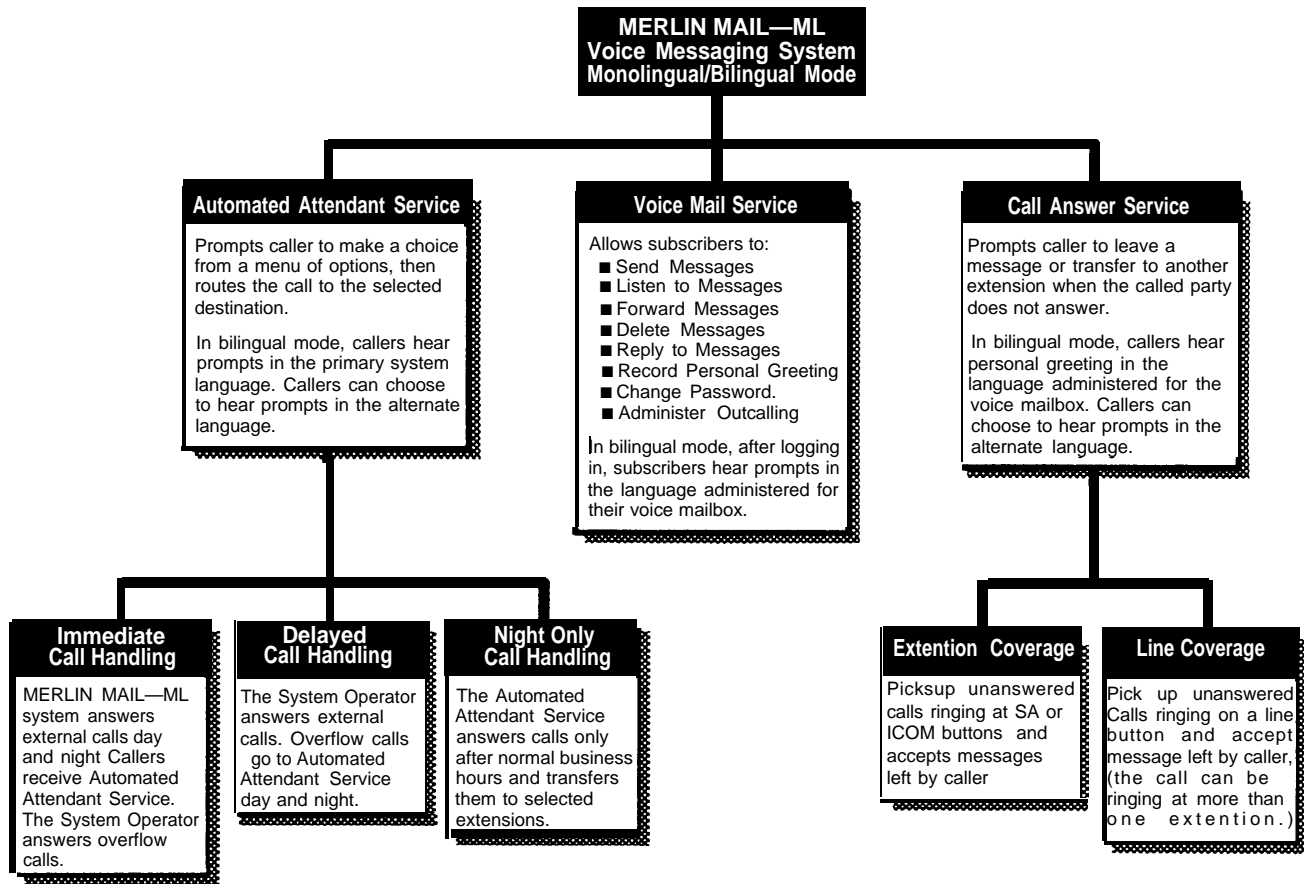 MERLIN MAIL—ML
Voice Messaging System
Monolingual/Bilingual Mode
Automated Attendant Service
Prompts caller to make a choice
from a menu of options, then
routes the call to the selected
destination.
In bilingual mode, callers hear
prompts in the primary system
language. Callers can choose
to hear prompts in the alternate
language.
Voice Mail Service
Allows subscribers to:
■ Send Messages
■ Listen to Messages
■ Forward Messages
■ Delete Messages
■ Reply to Messages
■ Record Personal Greeting
■ Change Password.
■ Administer Outcalling
In bilingual mode, after logging
in, subscribers hear prompts in
the language administered for
their voice mailbox.
Call Answer Service
Prompts caller to leave a
message or transfer to another
extension when the called party
does not answer.
In bilingual mode, callers hear
personal greeting in the
language administered for the
voice mailbox. Callers can
choose to hear prompts in the
alternate language.
Immediate
Call Handling
MERLIN MAIL—ML
system answers
external calls day
and night Callers
receive Automated
Attendant Service.
The System Operator
answers overflow
calls.
Delayed
Call Handling
The System Operator
answers external
calls. Overflow calls
go to Automated
Attendant Service
day and night.
Night Only
Call Handling
The Automated
Attendant Service
answers calls only
after normal business
hours and transfers
them to selected
extensions.
Extention Coverage
Picksup unanswered
calls ringing at SA or
ICOM buttons and
accepts messages
left by caller
Line Coverage
Pick up unanswered
Calls ringing on a line
button and accept
message left by caller,
(the call can be
ringing at more than
one extention.)